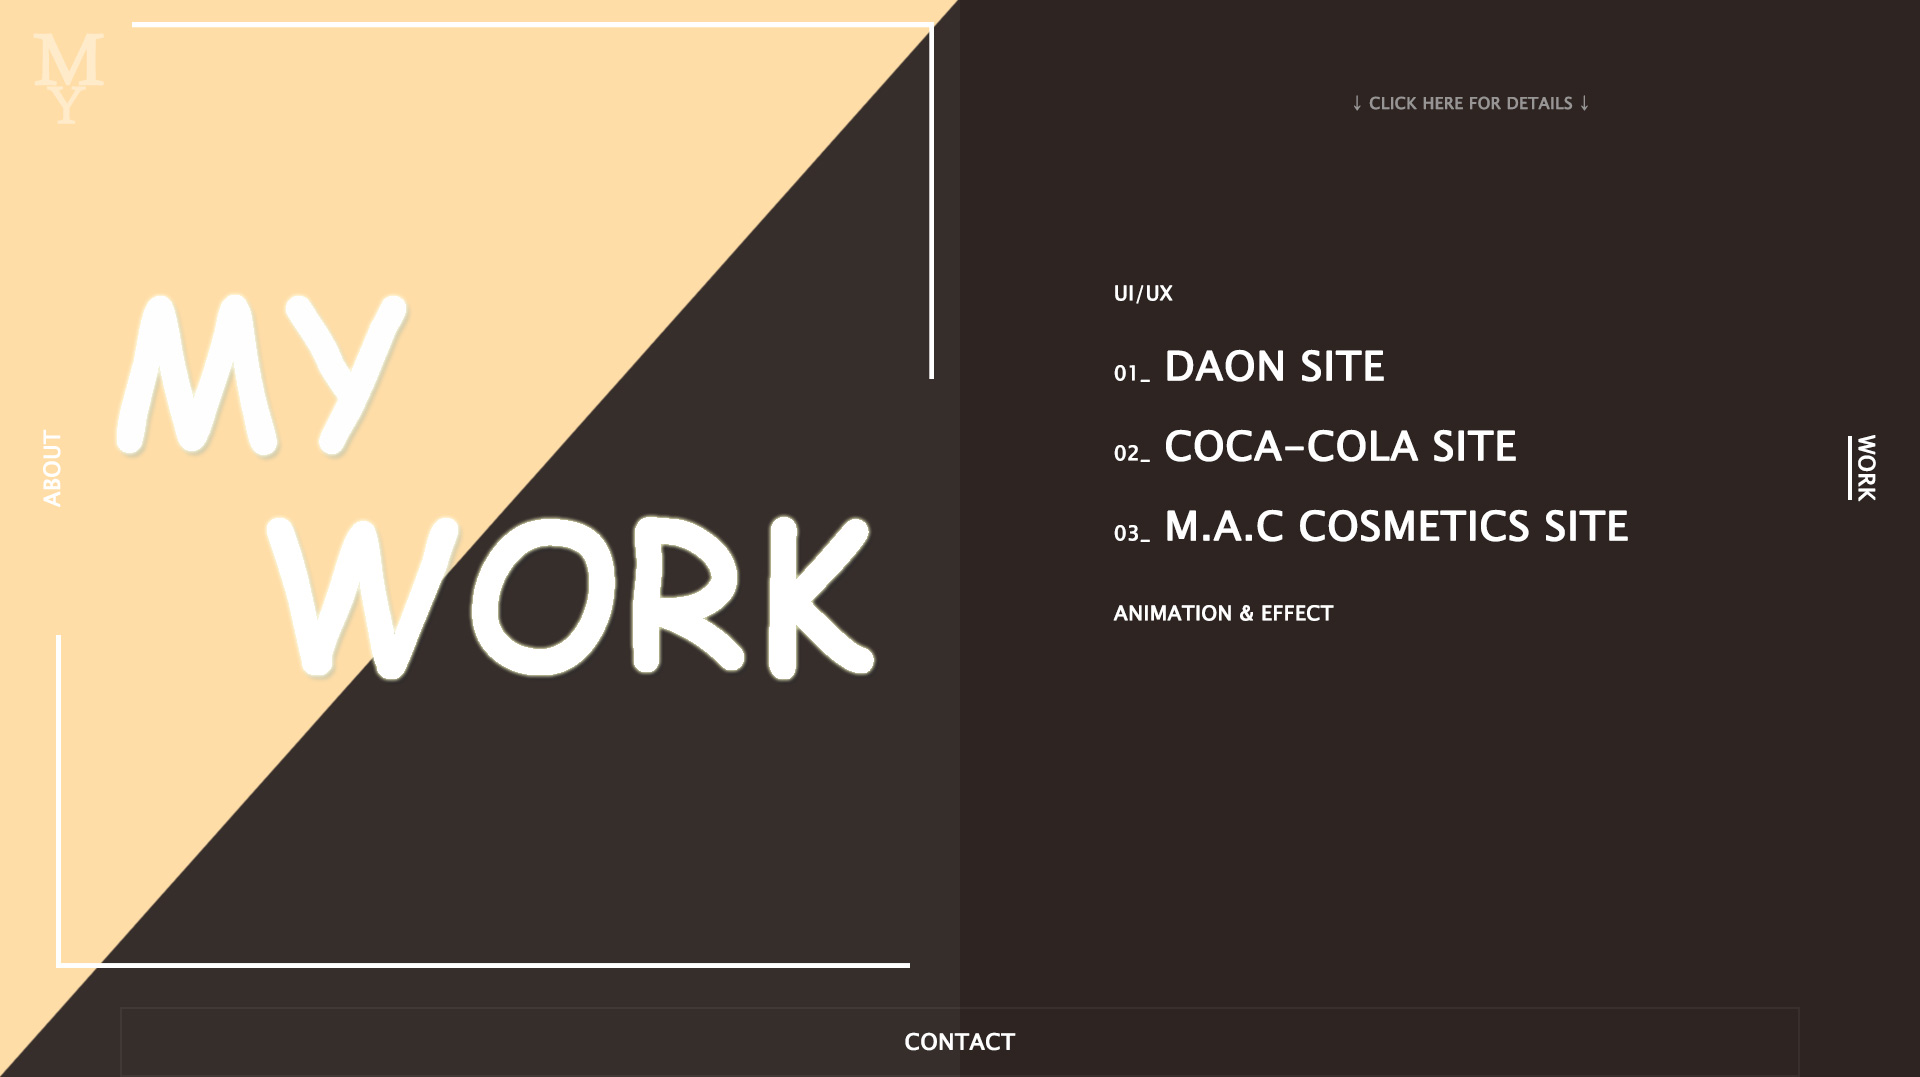 M
Y
↓ CLICK HERE FOR DETAILS ↓
MY
WORK
ABOUT
UI/UX
01_ DAON SITE
02_ COCA-COLA SITE
03_ M.A.C COSMETICS SITE
ANIMATION & EFFECT
WORK
CONTACT